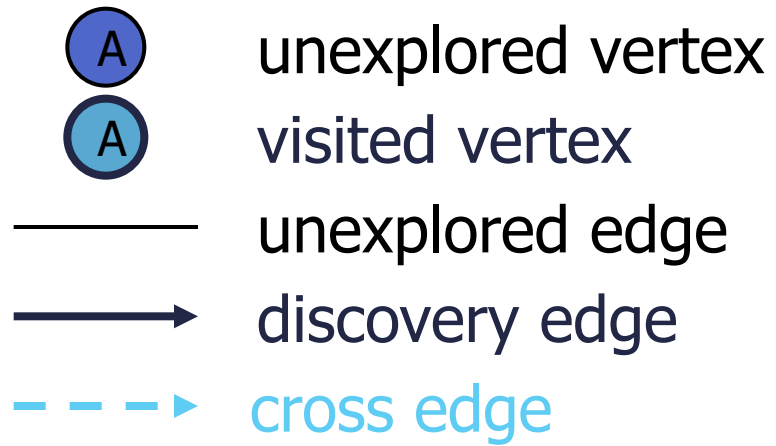 A unexplored vertex
A visited vertex
unexplored edge
discovery edge
cross edge